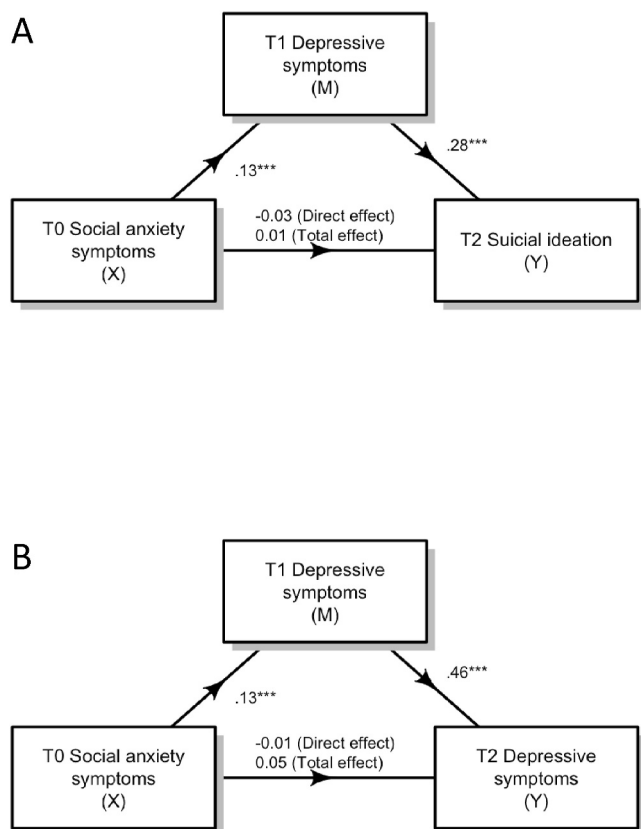 A
T1 Depressive
symptoms
(M)
.13***
.28***
T0 Social anxiety
symptoms
(X)
-0.03 (Direct effect)
0.01 (Total effect)
T2 Suicial ideation
(Y)
B
T1 Depressive
symptoms
(M)
.13***
.46***
T0 Social anxiety
symptoms
(X)
-0.01 (Direct effect)
0.05 (Total effect)
T2 Depressive
symptoms
(Y)